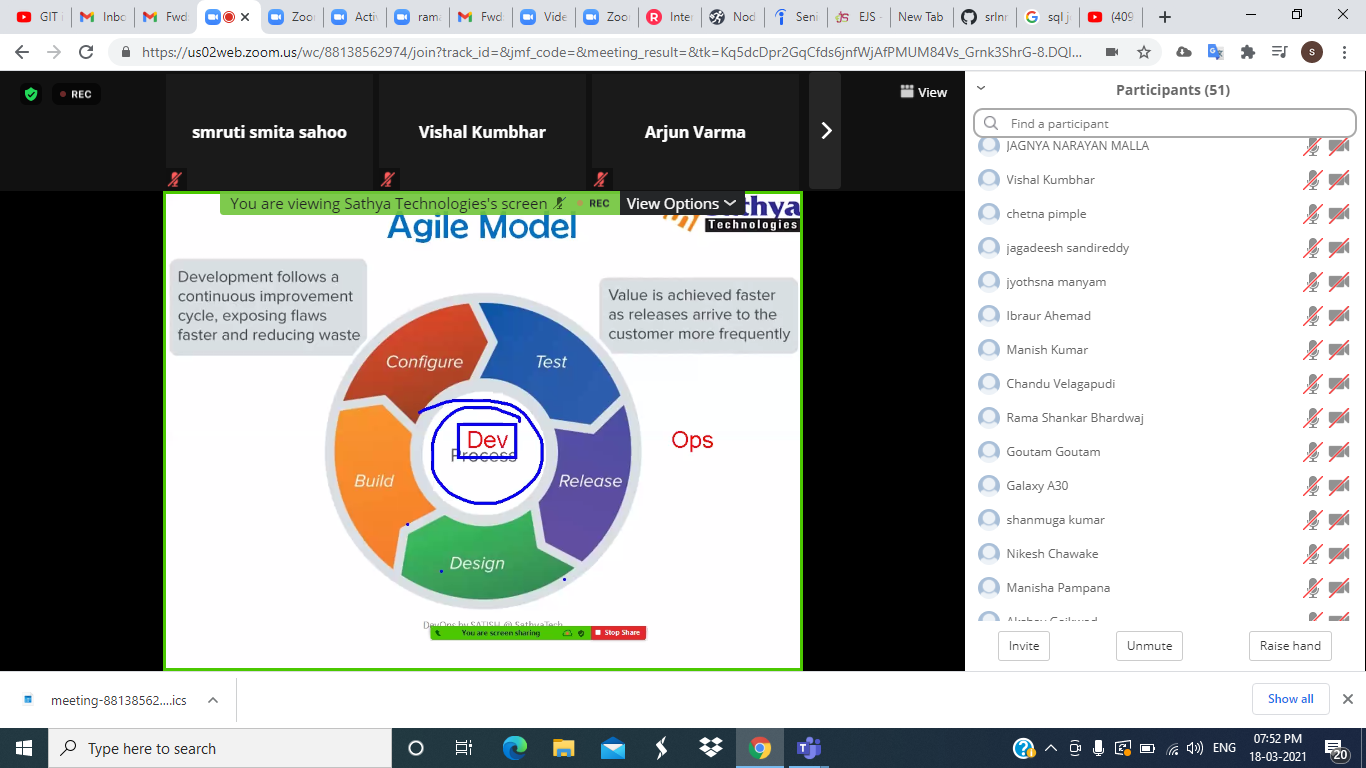 GIT i
Inbo
Fwd
Zoo
Activ
rama
Fwd
Vide
Zoo
Inter
Nod
Seni
EJS -
New Tab
srlnr
sql ju
(409
https://us02web.zoom.us/wc/88138562974/join?track_id=&jmf_code=&meeting_result=&tk=Kq5dcDpr2GqCfds6jnfWjAfPMUM84Vs_Grnk3ShrG-8.DQI...
S
REC
smruti smita sahoo
Vishal Kumbhar
Arjun Varma
View
You are viewing Sathya Technologies's screen
REC
View Options
Agile Model
Technologies
Development follows a
continuous improvement
cycle, exposing flaws
faster and reducing waste
Value is achieved faster
as releases arrive to the
customer more frequently
Configure
Test
Dev
Process
Ops
Build
Release
Design
DevOps by SATISH @ SathyaTech
You are screen sharing
Stop Share
Participants (51)
Find a participant
JAGNYA NARAYAN MALLA
Vishal Kumbhar
chetna pimple
jagadeesh sandireddy
jyothsna manyam
Ibraur Ahemad
Manish Kumar
Chandu Velagapudi
Rama Shankar Bhardwaj
Goutam Goutam
Galaxy A30
shanmuga kumar
Nikesh Chawake
Manisha Pampana
Invite
Unmute
Raise hand
meeting-88138562....ics
Show all
Type here to search
ENG
07:52 PM
18-03-2021
20